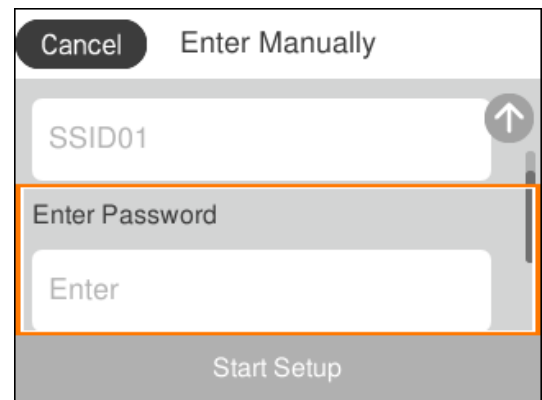 Cancel Enter Manually
SSID01
Enter Password
Enter
Start Setup